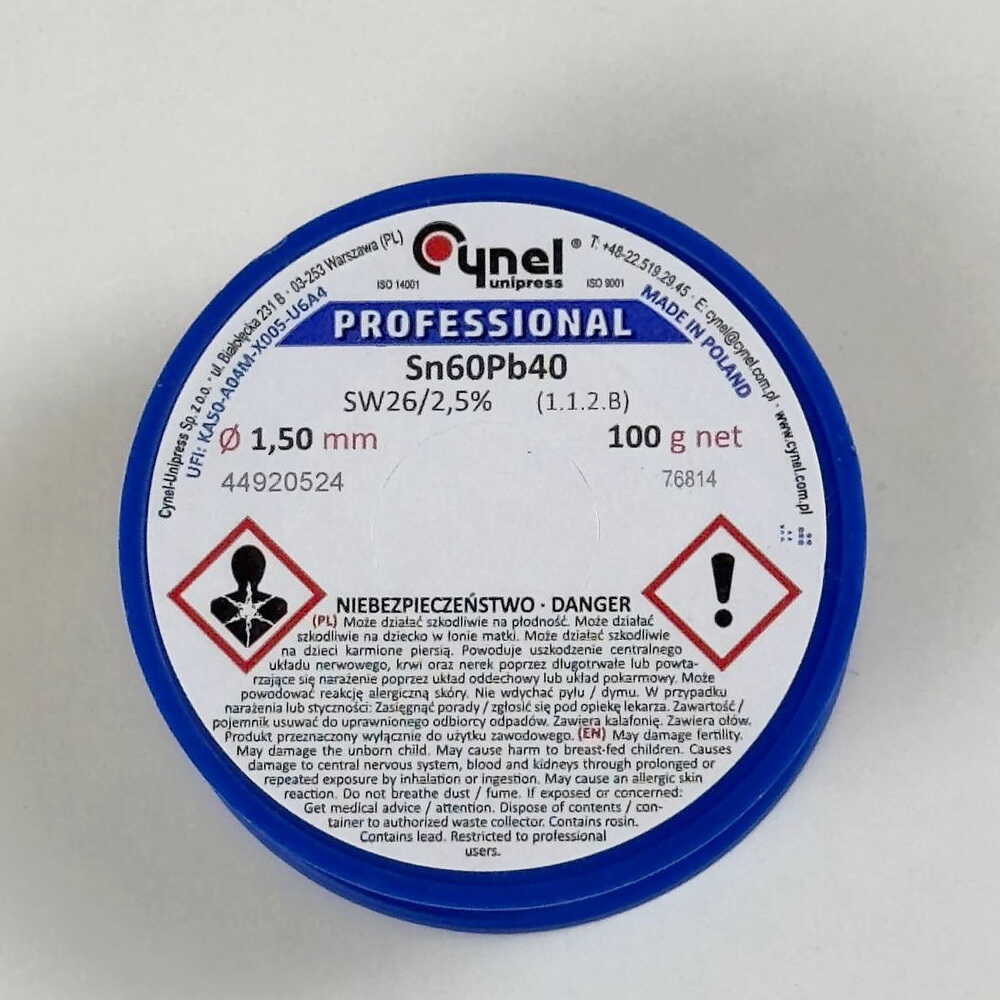 Cynel®
unipress
ISO 14001
ISO 9001
Cynel-Unipress Sp. z o.o. · ul. Białołęcka 231 B · 03-253 Warszawa (PL)
UFI: KA50-A04M-X005-U6A4
T: +48-22.519.29.45 · E: cynel@cynel.com.pl · www.cynel.com.pl
MADE IN POLAND
PROFESSIONAL
Sn60Pb40
SW26/2,5% (1.1.2.B)
Ø 1,50 mm 100 g net
44920524 76814
NIEBEZPIECZEŃSTWO · DANGER
(PL) Może działać szkodliwie na płodność. Może działać
szkodliwie na dziecko w łonie matki. Może działać szkodliwie
na dzieci karmione piersią. Powoduje uszkodzenie centralnego
układu nerwowego, krwi oraz nerek poprzez długotrwałe lub powta-
rzające się narażenie poprzez układ oddechowy lub układ pokarmowy. Może
powodować reakcję alergiczną skóry. Nie wdychać pyłu / dymu. W przypadku
narażenia lub styczności: Zasięgnąć porady / zgłosić się pod opiekę lekarza. Zawartość /
pojemnik usuwać do uprawnionego odbiorcy odpadów. Zawiera kalafonię. Zawiera ołów.
Produkt przeznaczony wyłącznie do użytku zawodowego. (EN) May damage fertility.
May damage the unborn child. May cause harm to breast-fed children. Causes
damage to central nervous system, blood and kidneys through prolonged or
repeated exposure by inhalation or ingestion. May cause an allergic skin
reaction. Do not breathe dust / fume. If exposed or concerned:
Get medical advice / attention. Dispose of contents / con-
tainer to authorized waste collector. Contains rosin.
Contains lead. Restricted to professional
users.